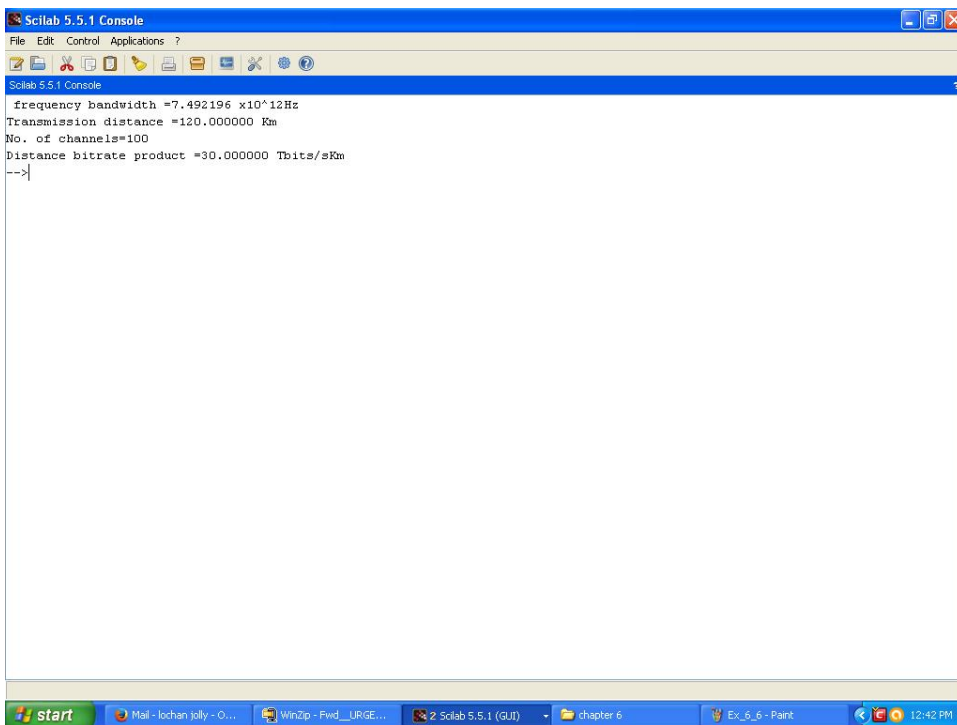 Scilab 5.5.1 Console
File Edit Control Applications ?
Scilab 5.5.1 Console ?
frequency bandwidth =7.492196 x10^12Hz
Transmission distance =120.000000 Km
No. of channels=100
Distance bitrate product =30.000000 Tbits/sKm
-->
start Mail - lochan jolly - O... WinZip - Fwd__URGE... 2 Scilab 5.5.1 (GUI) chapter 6 Ex_6_6 - Paint 12:42 PM